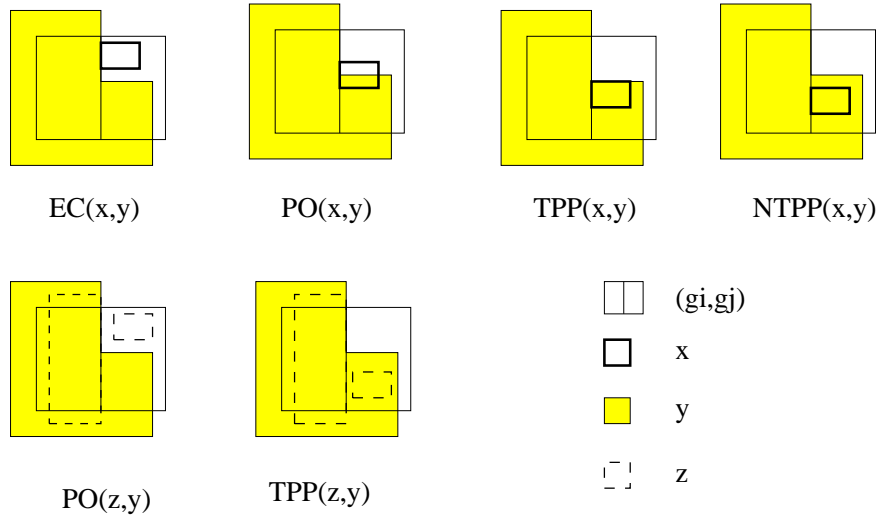 EC(x,y)
PO(x,y)
TPP(x,y)
NTPP(x,y)
(gi,gj)
x
y
z
PO(z,y)
TPP(z,y)